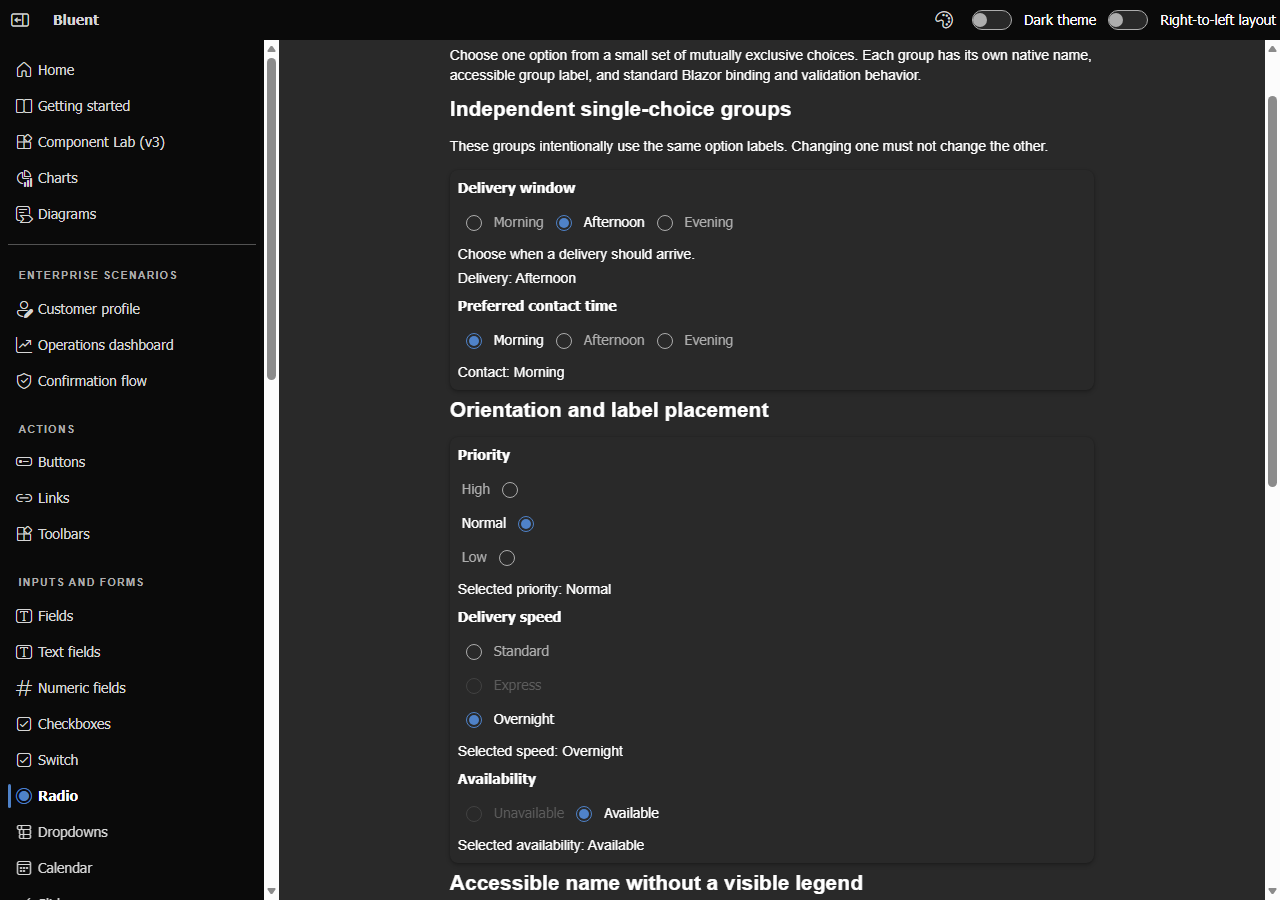 Bluent
Dark theme
Right-to-left layout
Home
Getting started
Component Lab (v3)
Charts
Diagrams
ENTERPRISE SCENARIOS
Customer profile
Operations dashboard
Confirmation flow
ACTIONS
Buttons
Links
Toolbars
INPUTS AND FORMS
Fields
Text fields
Numeric fields
Checkboxes
Switch
Radio
Dropdowns
Calendar
Choose one option from a small set of mutually exclusive choices. Each group has its own native name,
accessible group label, and standard Blazor binding and validation behavior.
Independent single-choice groups
These groups intentionally use the same option labels. Changing one must not change the other.
Delivery window
Morning Afternoon Evening
Choose when a delivery should arrive.
Delivery: Afternoon
Preferred contact time
Morning Afternoon Evening
Contact: Morning
Orientation and label placement
Priority
High
Normal
Low
Selected priority: Normal
Delivery speed
Standard
Express
Overnight
Selected speed: Overnight
Availability
Unavailable Available
Selected availability: Available
Accessible name without a visible legend